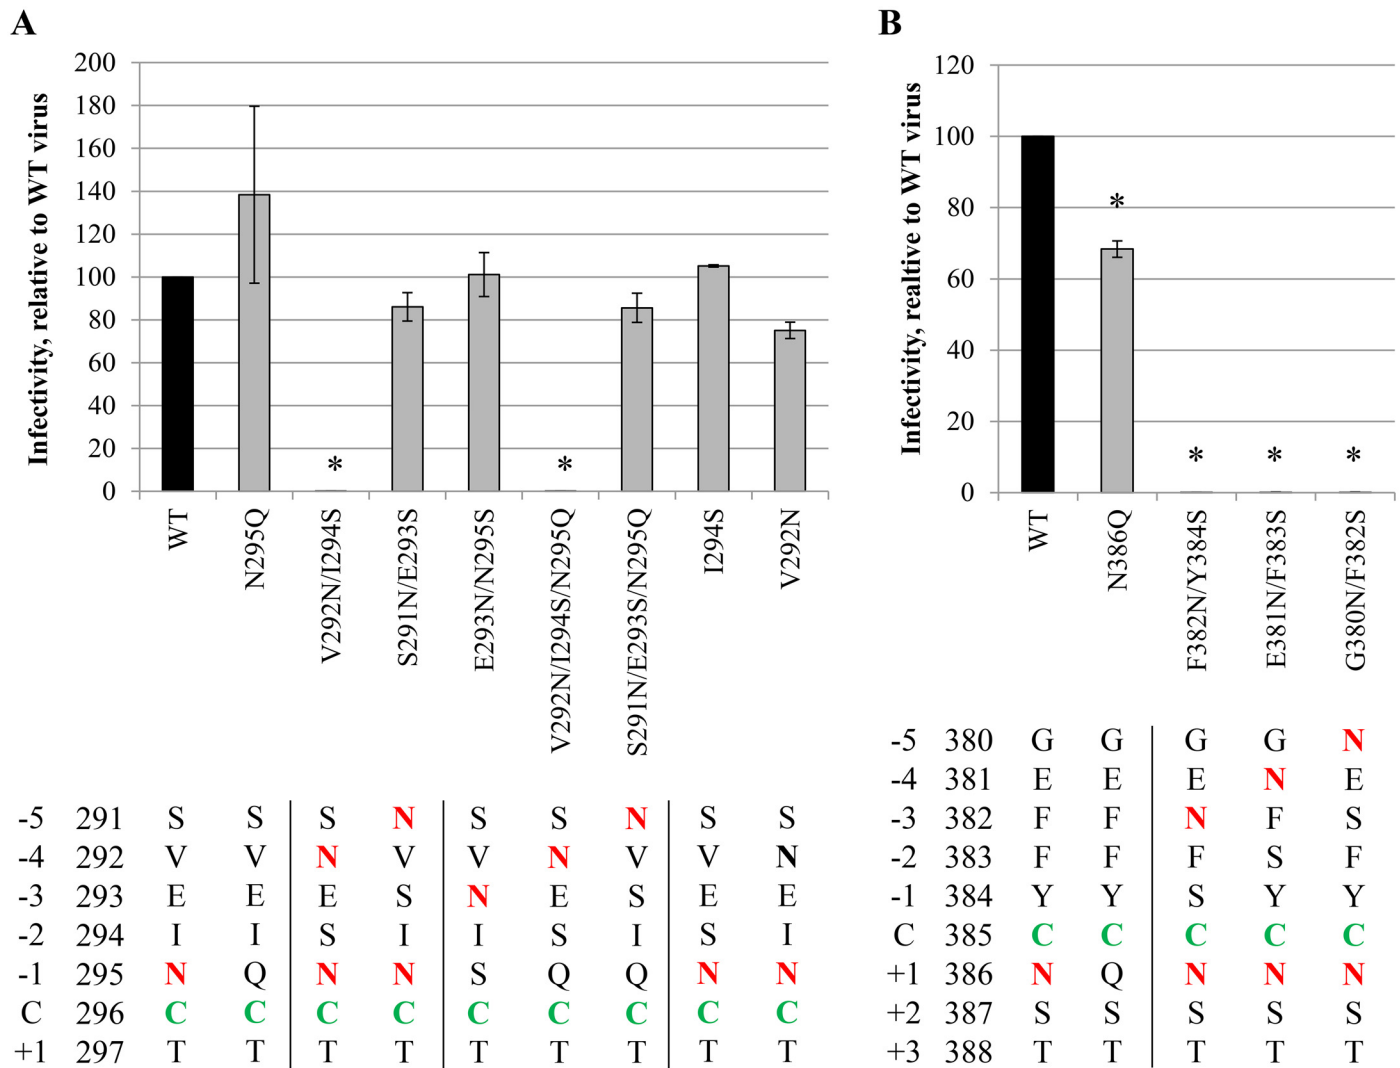 A
Infectivity, relative to WT virus
200
180
160
140
120
100
80
60
40
20
0
* *
WT
N295Q
V292N/I294S
S291N/E293S
E293N/N295S
V292N/I294S/N295Q
S291N/E293S/N295Q
I294S
V292N
-5 291 S S S N S S N S S
-4 292 V V N V V N V V N
-3 293 E E E S N E S E E
-2 294 I I S I I S I S I
-1 295 N Q N N S Q Q N N
C 296 C C C C C C C C C
+1 297 T T T T T T T T T
B
Infectivity, realtive to WT virus
120
100
80
60
40
20
0
*
* * *
WT
N386Q
F382N/Y384S
E381N/F383S
G380N/F382S
-5 380 G G G G N
-4 381 E E E N E
-3 382 F F N F S
-2 383 F F F S F
-1 384 Y Y S Y Y
C 385 C C C C C
+1 386 N Q N N N
+2 387 S S S S S
+3 388 T T T T T